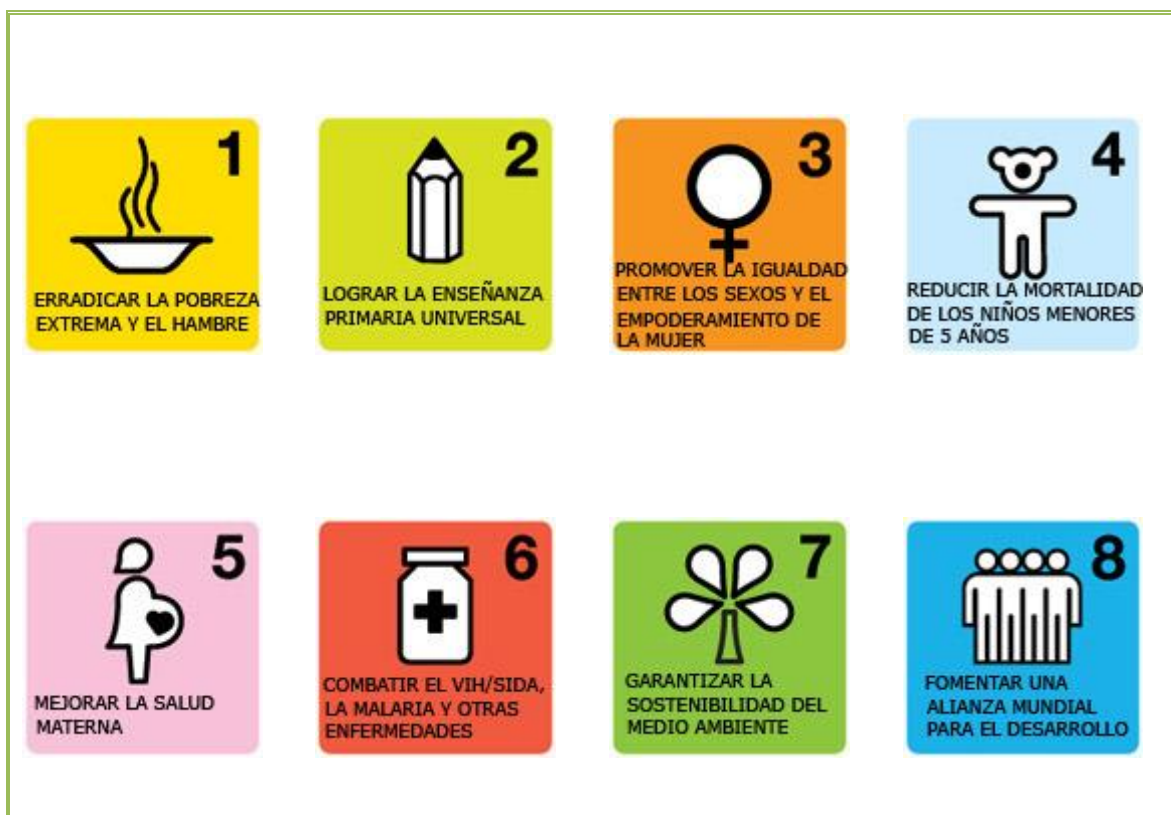 1
ERRADICAR LA POBREZA
EXTREMA Y EL HAMBRE
2
LOGRAR LA ENSEÑANZA
PRIMARIA UNIVERSAL
3
PROMOVER LA IGUALDAD
ENTRE LOS SEXOS Y EL
EMPODERAMIENTO DE
LA MUJER
4
REDUCIR LA MORTALIDAD
DE LOS NIÑOS MENORES
DE 5 AÑOS
5
MEJORAR LA SALUD
MATERNA
6
COMBATIR EL VIH/SIDA,
LA MALARIA Y OTRAS
ENFERMEDADES
7
GARANTIZAR LA
SOSTENIBILIDAD DEL
MEDIO AMBIENTE
8
FOMENTAR UNA
ALIANZA MUNDIAL
PARA EL DESARROLLO